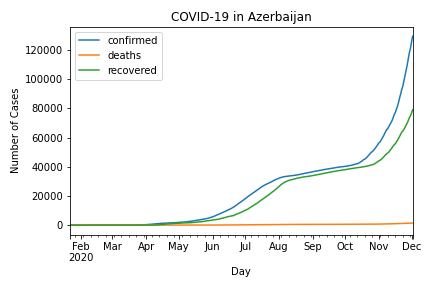 COVID-19 in Azerbaijan
confirmed
deaths
recovered
Number of Cases
120000
100000
80000
60000
40000
20000
0
Feb Mar Apr May Jun Jul Aug Sep Oct Nov Dec
2020
Day